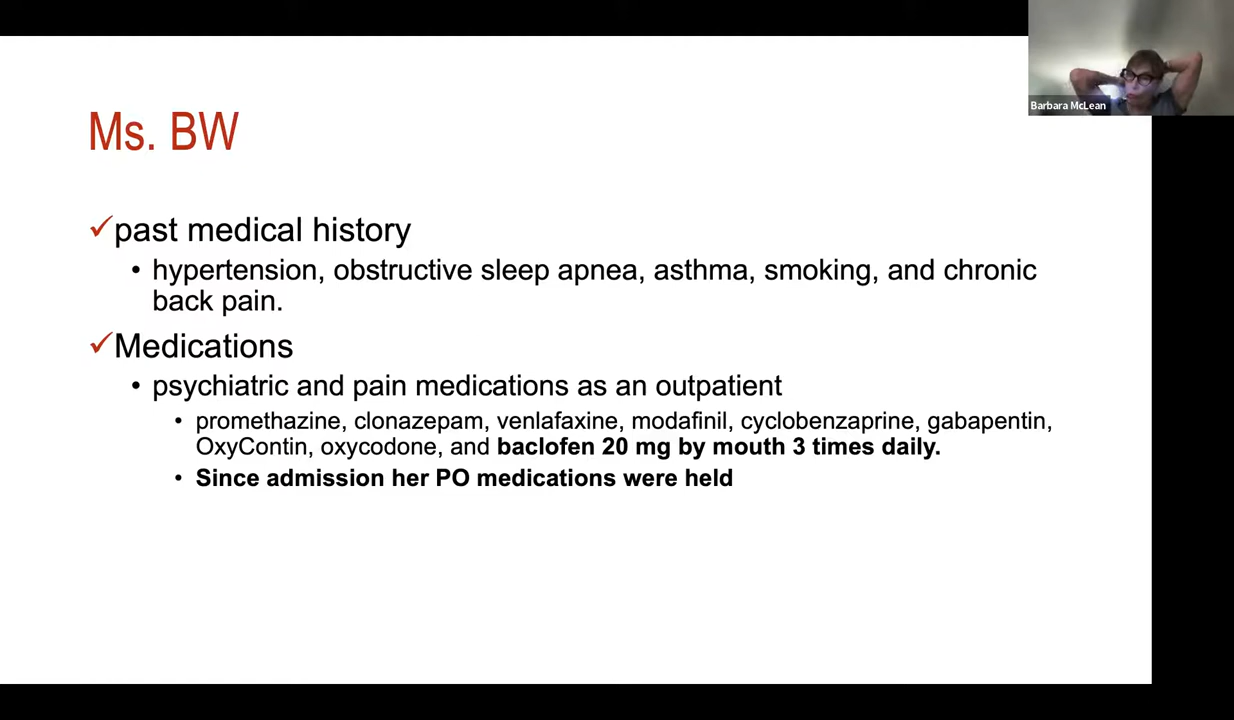 Barbara McLean
Ms. BW
✓past medical history
• hypertension, obstructive sleep apnea, asthma, smoking, and chronic
back pain.
✓Medications
• psychiatric and pain medications as an outpatient
• promethazine, clonazepam, venlafaxine, modafinil, cyclobenzaprine, gabapentin,
OxyContin, oxycodone, and baclofen 20 mg by mouth 3 times daily.
• Since admission her PO medications were held